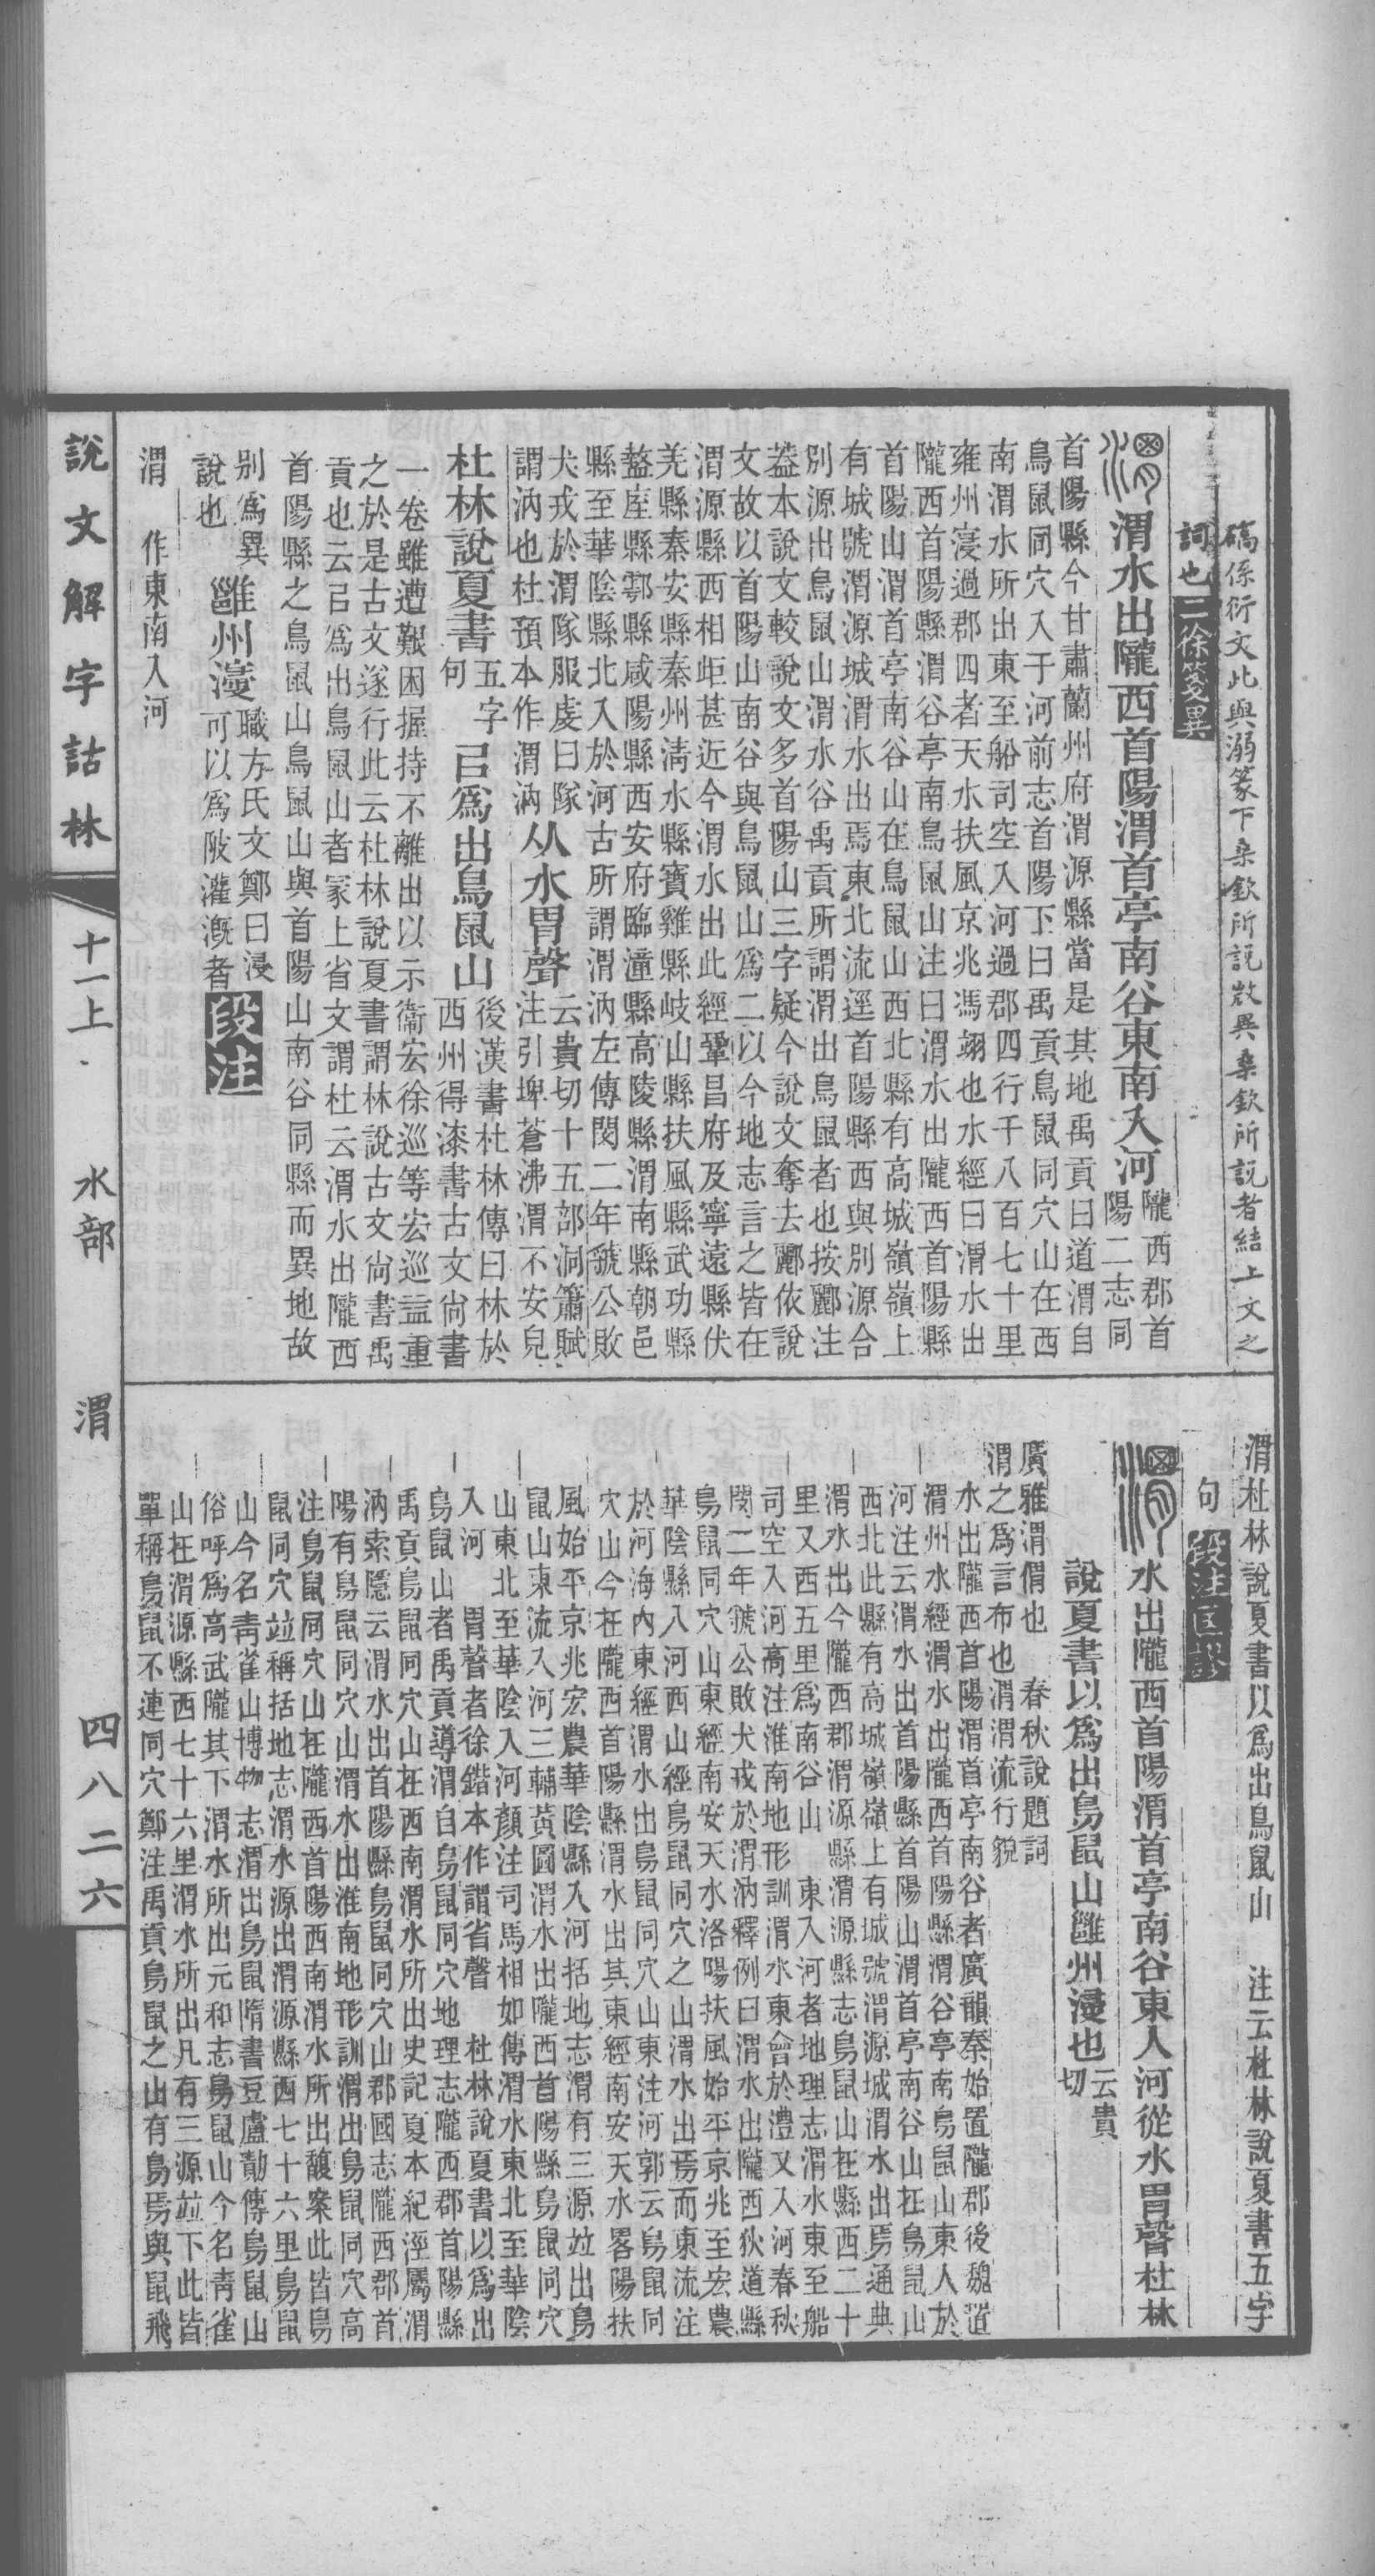 稿係衍文此與溺篆下桑欽所說敚異桑欽所說者結上文之
詞也二徐箋異
渭水出隴西首陽渭首亭南谷東南入河隴西郡首
陽二志同
首陽縣今甘肅蘭州府渭源縣當是其地禹貢曰道渭自
鳥鼠同穴入于河前志首陽下曰禹貢鳥鼠同穴山在西
南渭水所出東至船司空入河過郡四行千八百七十里
雍州寖過郡四者天水扶風京兆馮翊也水經曰渭水出
隴西首陽縣渭谷亭南鳥鼠山注曰渭水出隴西首陽縣
首陽山渭首亭南谷山在鳥鼠山西北縣有高城嶺嶺上
有城號渭源城渭水出焉東北流逕首陽縣西與別源合
別源出鳥鼠山渭水谷禹貢所謂渭出鳥鼠者也按酈注
葢本說文較說文多首陽山三字疑今說文奪去酈依說
文故以首陽山南谷與鳥鼠山爲二以今地志言之皆在
渭源縣西相歫甚近今渭水出此經鞏昌府及寧遠縣伏
羌縣秦安縣秦州淸水縣寶雞縣岐山縣扶風縣武功縣
盩厔縣鄠縣咸陽縣西安府臨潼縣高陵縣渭南縣朝邑
縣至華陰縣北入於河古所謂渭汭左傳閔二年虢公敗
犬戎於渭隊服虔曰隊
謂汭也杜預本作渭汭从水胃聲云貴切十五部洞簫賦
注引埤蒼沸渭不安皃
杜林說夏書五字
句㠯爲出鳥鼠山後漢書杜林傳曰林於
西州得漆書古文尙書
一卷雖遭艱困握持不離出以示衞宏徐巡等宏巡益重
之於是古文遂行此云杜林說夏書謂林說古文尙書禹
貢也云㠯爲出鳥鼠山者冡上省文謂杜云渭水出隴西
首陽縣之鳥鼠山鳥鼠山與首陽山南谷同縣而異地故
別爲異
說也雝州寖職方氏文鄭曰浸
可以爲陂灌漑者段注
渭 作東南入河
渭杜林說夏書以爲出鳥鼠山 注云杜林說夏書五字
句段注匡謬
水出隴西首陽渭首亭南谷東入河從水胃聲杜林
說夏書以爲出鳥鼠山雝州浸也云貴
切
廣雅渭㥜也 春秋說題詞
渭之爲言布也渭渭流行貌
水出隴西首陽渭首亭南谷者廣韻秦始置隴郡後魏置
渭州水經渭水出隴西首陽縣渭谷亭南鳥鼠山東入於
河注云渭水出首陽縣首陽山渭首亭南谷山在鳥鼠山
西北此縣有高城嶺嶺上有城號渭源城渭水出焉通典
渭水出今隴西郡渭源縣渭源縣志鳥鼠山在縣西二十
里又西五里爲南谷山 東入河者地理志渭水東至船
司空入河高注淮南地形訓渭水東會於澧又入河春秋
閔二年虢公敗犬戎於渭汭釋例曰渭水出隴西狄道縣
鳥鼠同穴山東經南安天水洛陽扶風始平京兆至宏農
華陰縣入河西山經鳥鼠同穴之山渭水出焉而東流注
於河海內東經渭水出鳥鼠同穴山東注河郭云鳥鼠同
穴山今在隴西首陽縣渭水出其東經南安天水畧陽扶
風始平京兆宏農華陰縣入河括地志渭有三源竝出鳥
鼠山東流入河三輔黃圖渭水出隴西首陽縣鳥鼠同穴
山東北至華陰入河顏注司馬相如傳渭水東北至華陰
入河 胃聲者徐鍇本作謂省聲 杜林說夏書以爲出
鳥鼠山者禹貢導渭自鳥鼠同穴地理志隴西郡首陽縣
禹貢鳥鼠同穴山在西南渭水所出史記夏本紀涇屬渭
汭索隱云渭水出首陽縣鳥鼠同穴山郡國志隴西郡首
陽有鳥鼠同穴山渭水出淮南地形訓渭出鳥鼠同穴高
注鳥鼠同穴山在隴西首陽西南渭水所出馥案此皆鳥
鼠同穴竝稱括地志渭水源出渭源縣西七十六里鳥鼠
山今名靑雀山博物志渭出鳥鼠隋書豆盧勣傳鳥鼠山
俗呼爲高武隴其下渭水所出元和志鳥鼠山今名靑雀
山在渭源縣西七十六里渭水所出凡有三源竝下此皆
單稱鳥鼠不連同穴鄭注禹貢鳥鼠之山有鳥焉與鼠飛
說文解字詁林 十一上 水部 渭 四八二六